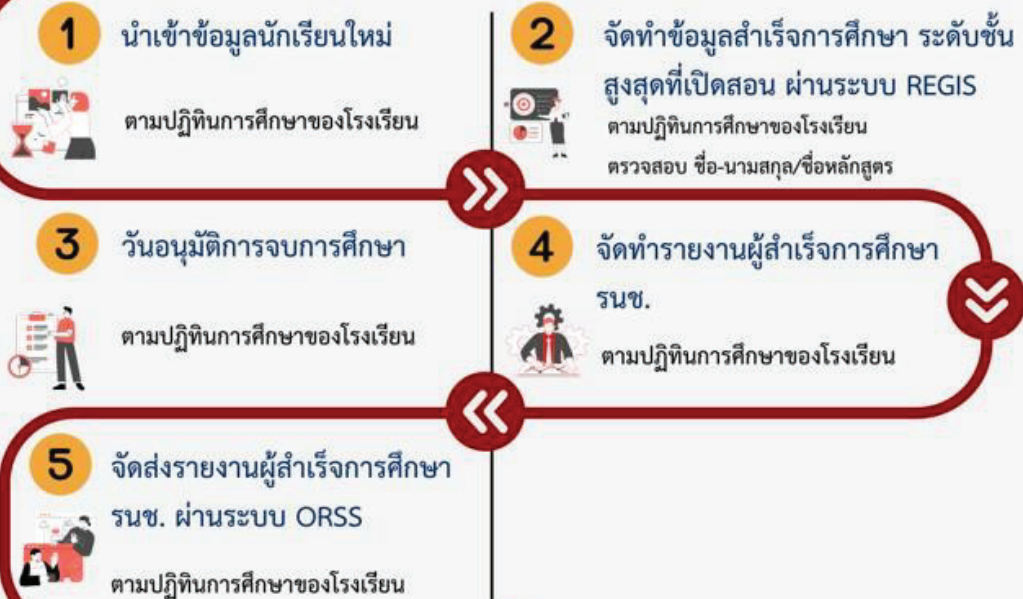 1
นำเข้าข้อมูลนักเรียนใหม่
ตามปฏิทินการศึกษาของโรงเรียน
2
จัดทำข้อมูลสำเร็จการศึกษา ระดับชั้น
สูงสุดที่เปิดสอน ผ่านระบบ REGIS
ตามปฏิทินการศึกษาของโรงเรียน
ตรวจสอบ ชื่อ-นามสกุล/ชื่อหลักสูตร
3
วันอนุมัติการจบการศึกษา
ตามปฏิทินการศึกษาของโรงเรียน
4
จัดทำรายงานผู้สำเร็จการศึกษา
รนช.
ตามปฏิทินการศึกษาของโรงเรียน
5
จัดส่งรายงานผู้สำเร็จการศึกษา
รนช. ผ่านระบบ ORSS
ตามปฏิทินการศึกษาของโรงเรียน